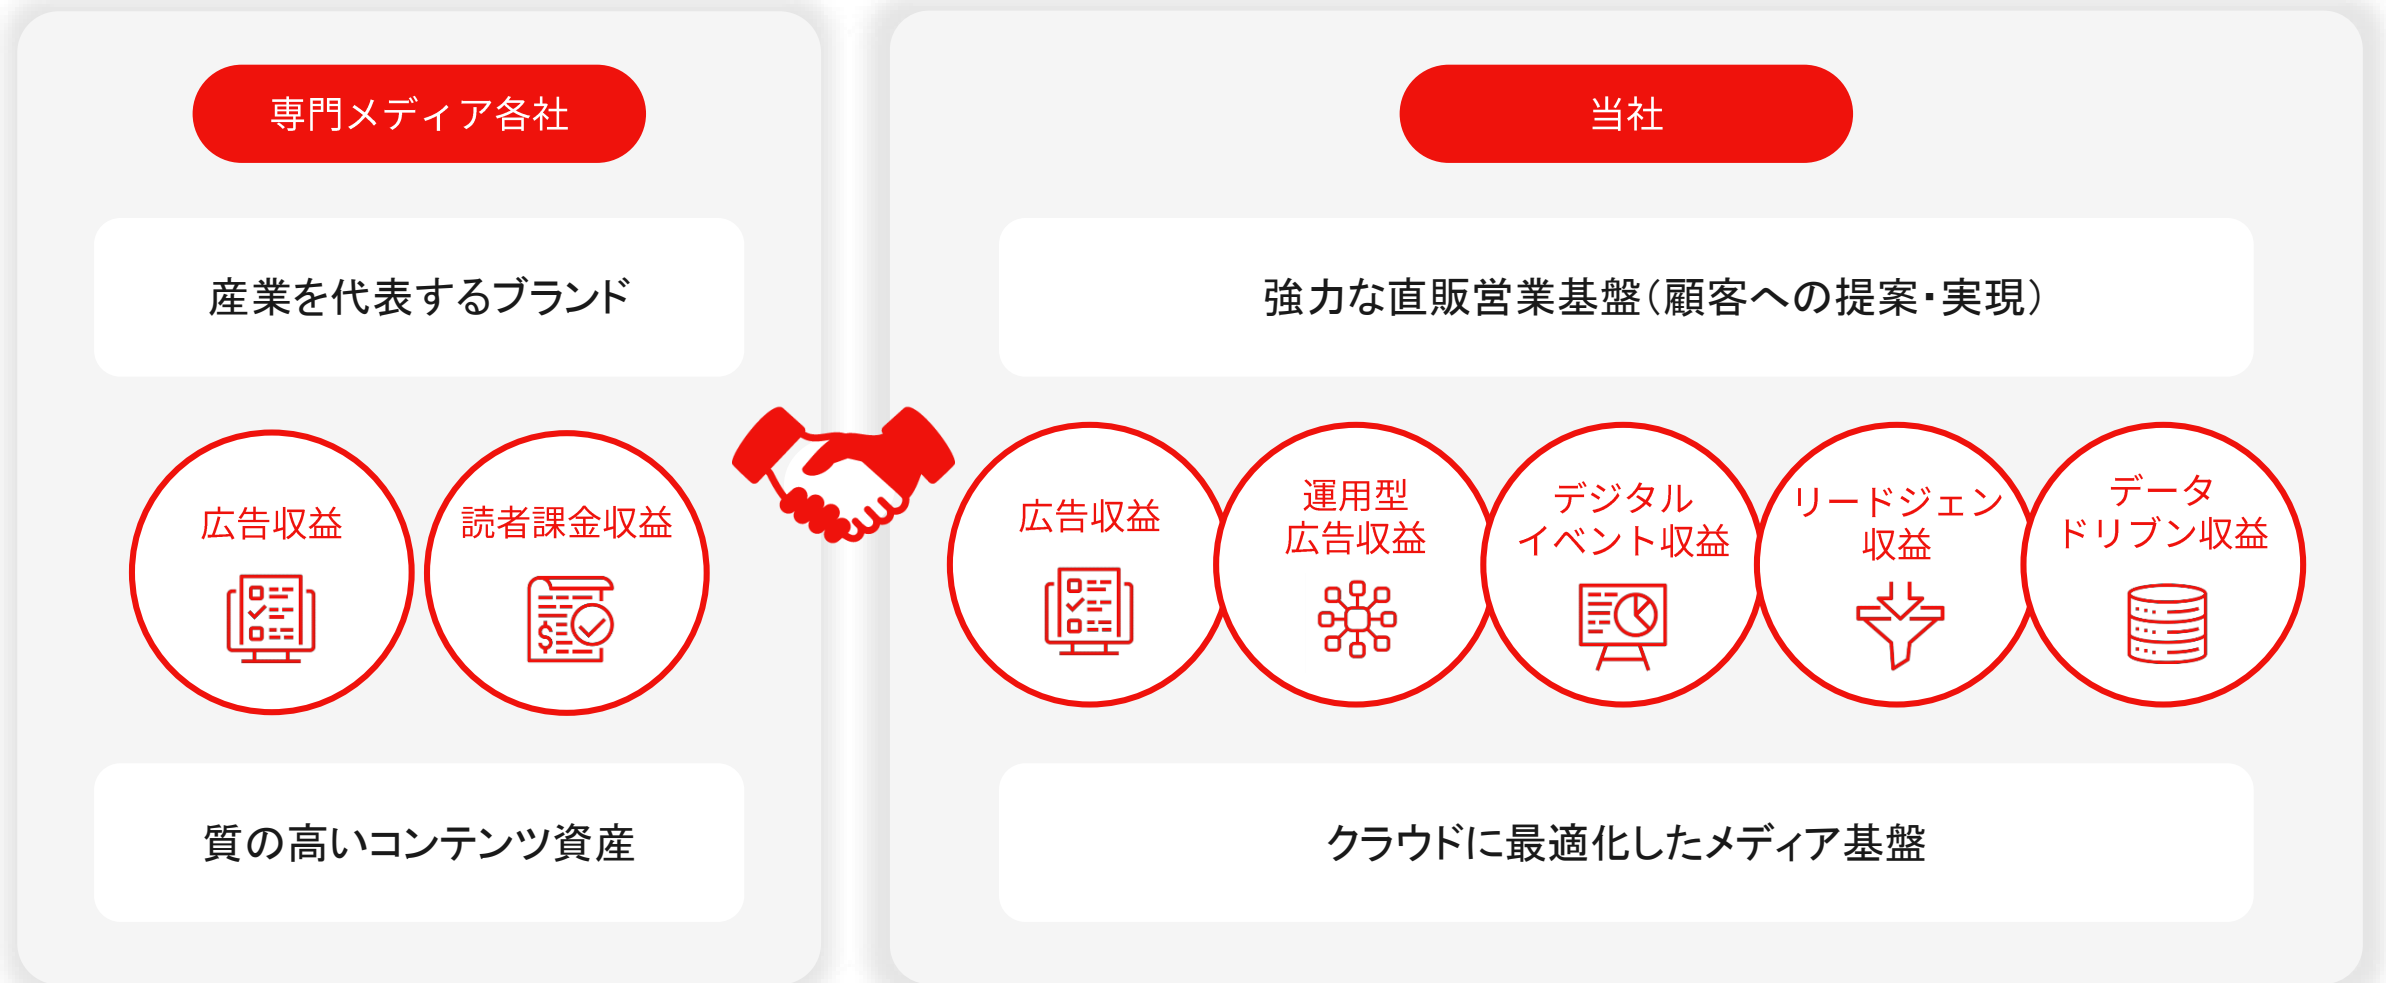 専門メディア各社
産業を代表するブランド
広告収益
読者課金収益
質の高いコンテンツ資産
当社
強力な直販営業基盤(顧客への提案・実現)
広告収益
運用型
広告収益
デジタル
イベント収益
リードジェン
収益
データ
ドリブン収益
クラウドに最適化したメディア基盤